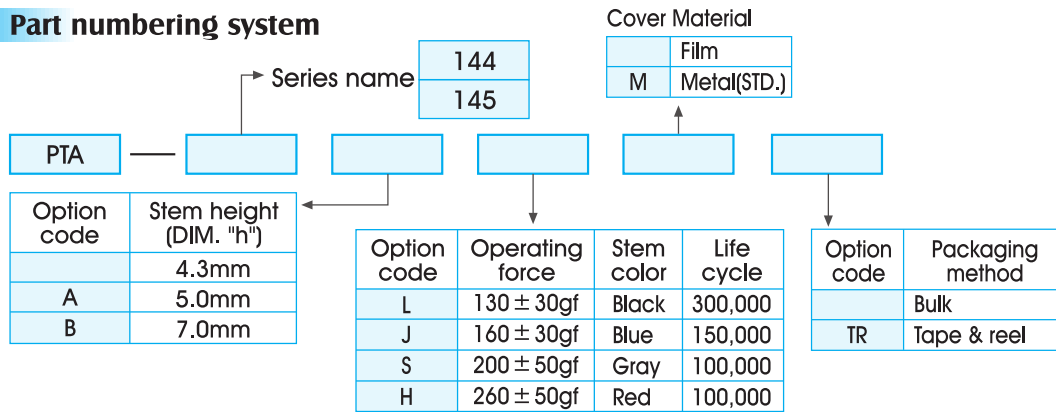 Part numbering system
Cover Material
Film
M Metal(STD.)
Series name
144
145
PTA —
Option code Stem height (DIM. "h")
4.3mm
A 5.0mm
B 7.0mm
Option code Operating force Stem color Life cycle
L 130 ± 30gf Black 300,000
J 160 ± 30gf Blue 150,000
S 200 ± 50gf Gray 100,000
H 260 ± 50gf Red 100,000
Option code Packaging method
Bulk
TR Tape & reel